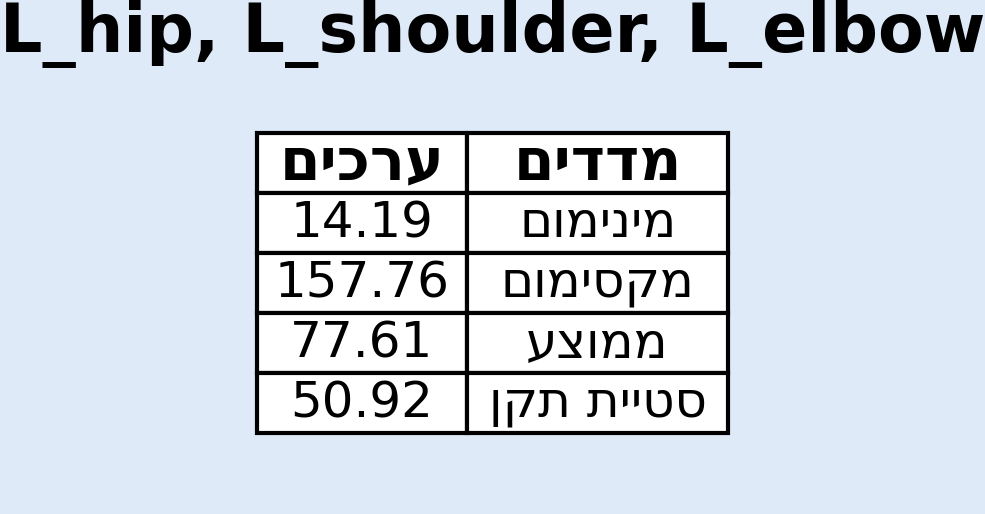 L_hip, L_shoulder, L_elbow
מדדים ערכים
מינימום 14.19
מקסימום 157.76
ממוצע 77.61
סטיית תקן 50.92